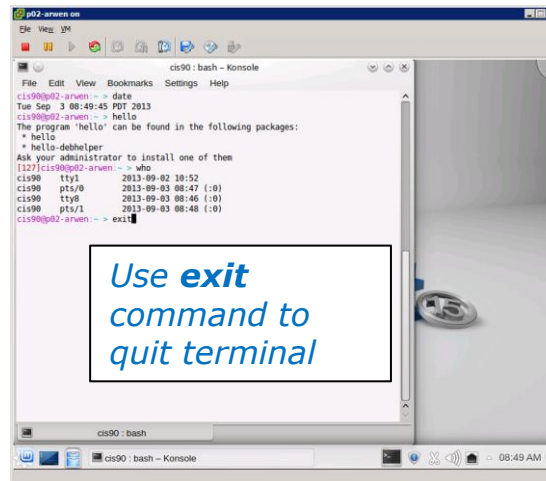 p02-arwen on
File View VM
cis90 : bash – Konsole
File Edit View Bookmarks Settings Help
cis90@p02-arwen:~ > date
Tue Sep  3 08:49:45 PDT 2013
cis90@p02-arwen:~ > hello
The program 'hello' can be found in the following packages:
* hello
* hello-debhelper
Ask your administrator to install one of them
[127]cis90@p02-arwen:~ > who
cis90    tty1         2013-09-02 10:52
cis90    pts/0        2013-09-03 08:47 (:0)
cis90    tty8         2013-09-03 08:46 (:0)
cis90    pts/1        2013-09-03 08:48 (:0)
cis90@p02-arwen:~ > exit
Use exit
command to
quit terminal
15
cis90 : bash
cis90 : bash – Konsole
08:49 AM